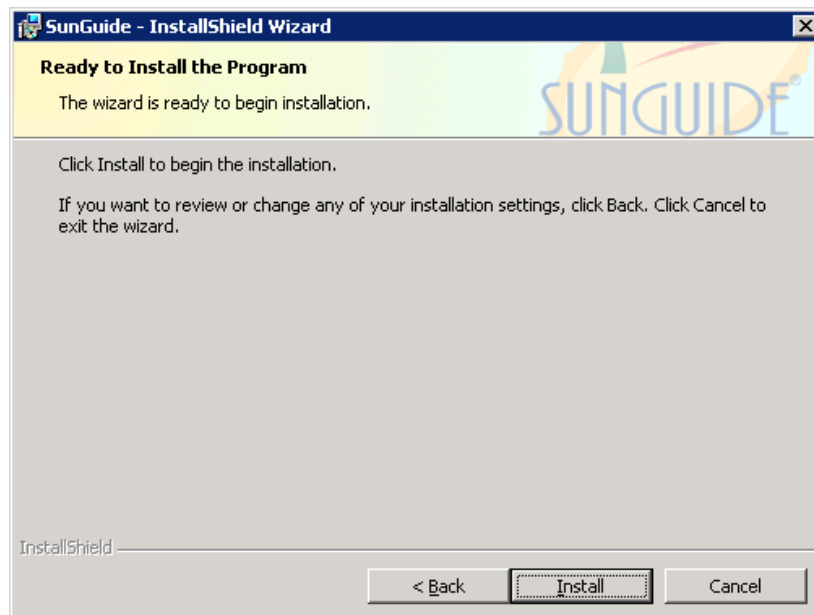 SunGuide - InstallShield Wizard
Ready to Install the Program
The wizard is ready to begin installation.
SUNGUIDE®
Click Install to begin the installation.
If you want to review or change any of your installation settings, click Back. Click Cancel to
exit the wizard.
InstallShield
< Back
Install
Cancel